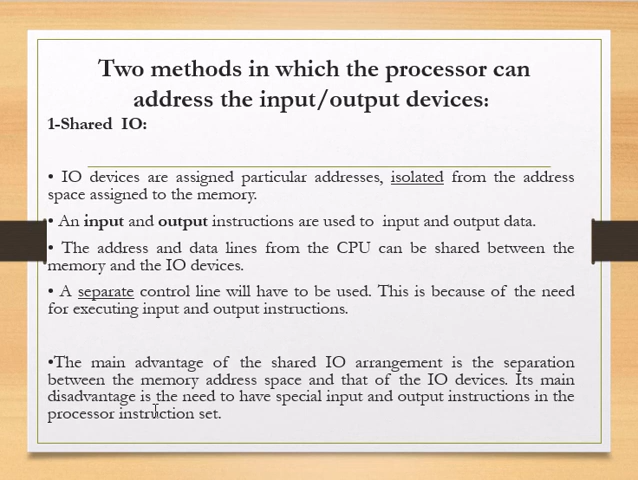 Two methods in which the processor can
address the input/output devices:
1-Shared IO:
• IO devices are assigned particular addresses, isolated from the address
space assigned to the memory.
• An input and output instructions are used to input and output data.
• The address and data lines from the CPU can be shared between the
memory and the IO devices.
• A separate control line will have to be used. This is because of the need
for executing input and output instructions.
•The main advantage of the shared IO arrangement is the separation
between the memory address space and that of the IO devices. Its main
disadvantage is the need to have special input and output instructions in the
processor instruction set.